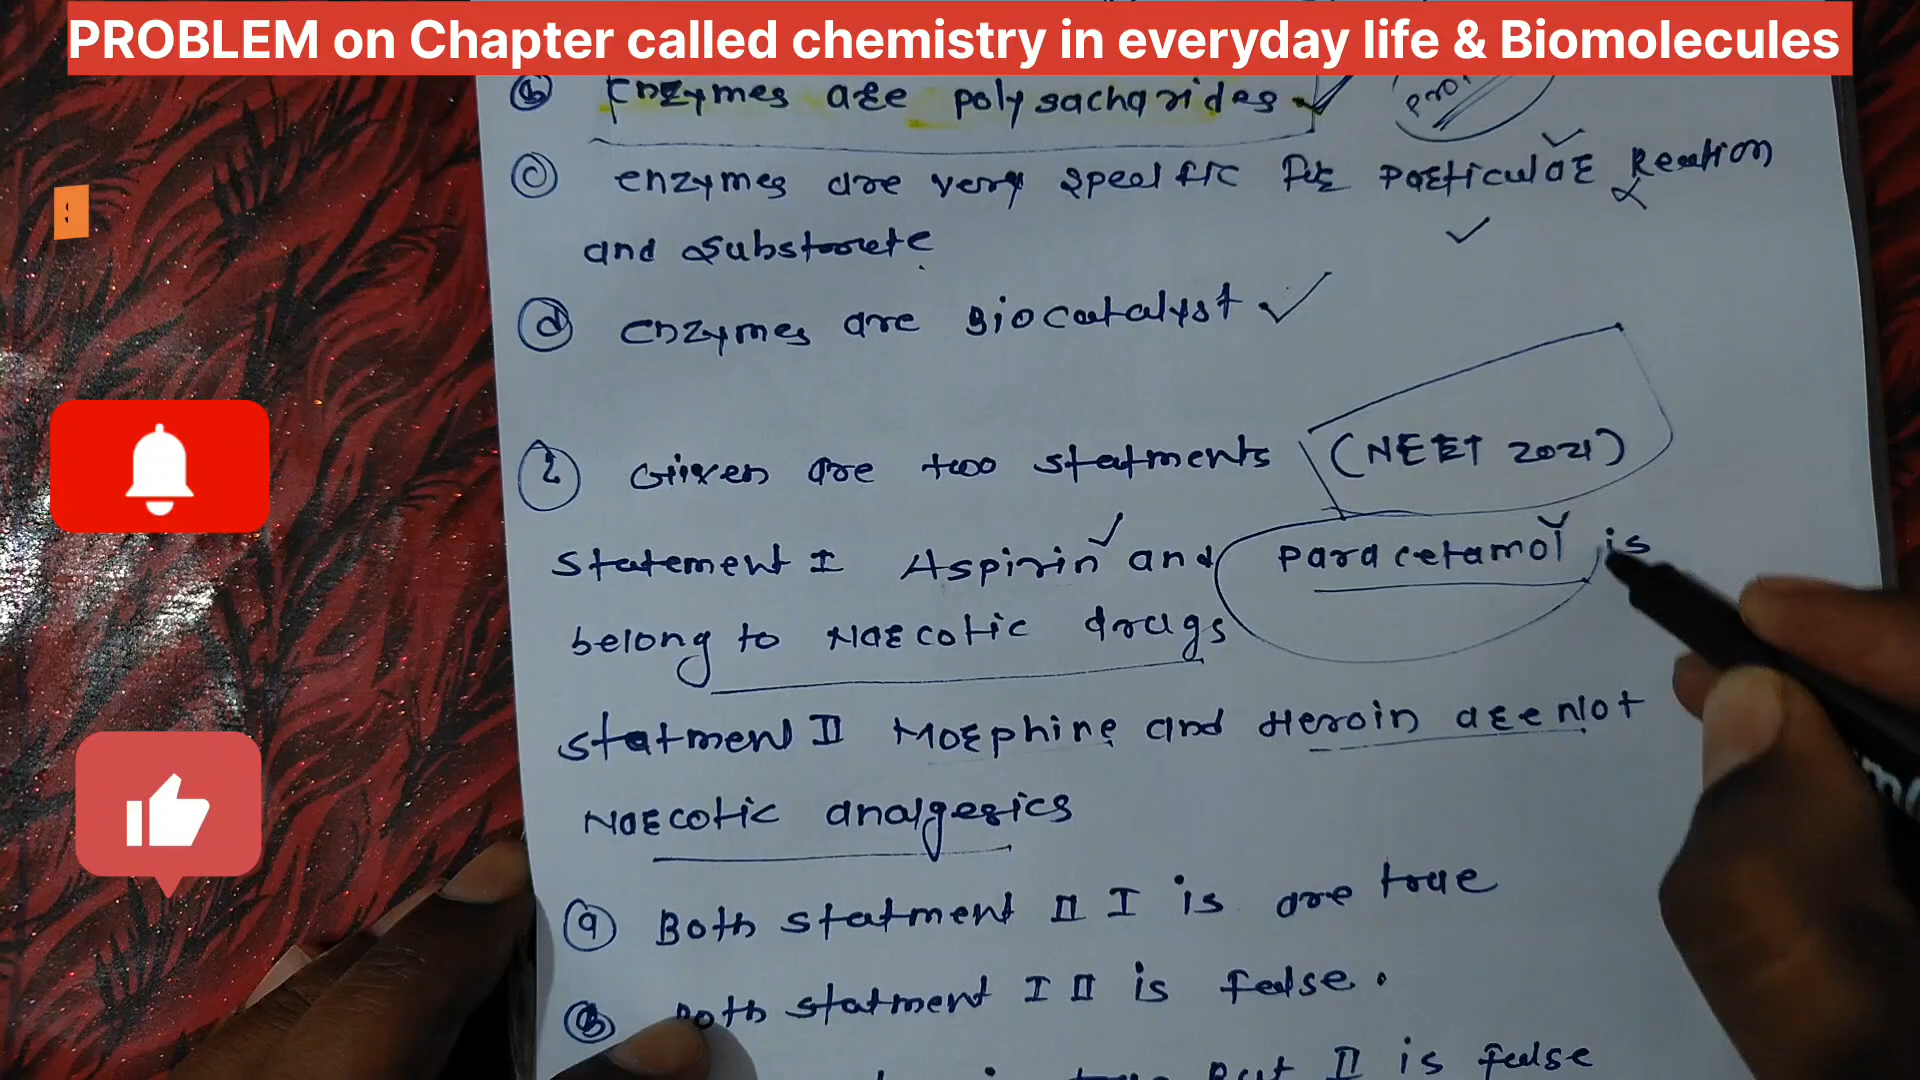 PROBLEM on Chapter called chemistry in everyday life & Biomolecules
b Enzymes are polysacharides
c enzymes are very specific for particular Reaction
and substrate
d Enzymes are Biocatalyst
2 Given are two statments (NEET 2021)
Statement I Aspirin and paracetamol is
belong to Narcotic drugs
statment II Morphine and Heroin are Not
Narcotic analgesics
a Both statment II I is are true
B Both statment I II is false.
But II is false